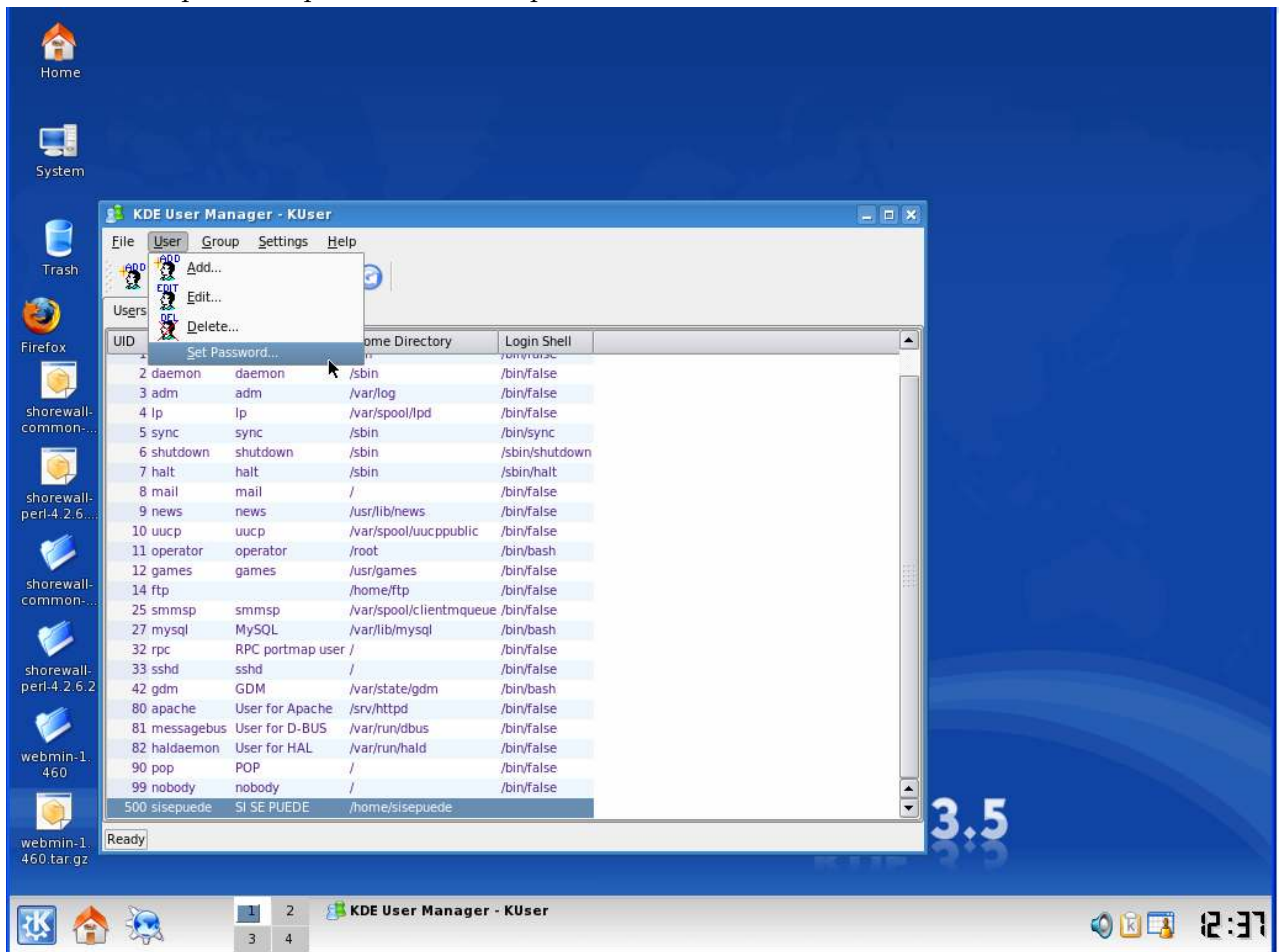 Home
System
Trash
Firefox
shorewall-
common-...
shorewall-
perl-4.2.6....
shorewall-
common-...
shorewall-
perl-4.2.6.2
webmin-1.
460
webmin-1.
460.tar.gz
KDE User Manager - KUser
File User Group Settings Help
ADD
ADD Add...
EDIT Edit...
DEL Delete...
Set Password...
Users
UID ome Directory Login Shell
/bin/false
2 daemon daemon /sbin /bin/false
3 adm adm /var/log /bin/false
4 lp lp /var/spool/lpd /bin/false
5 sync sync /sbin /bin/sync
6 shutdown shutdown /sbin /sbin/shutdown
7 halt halt /sbin /sbin/halt
8 mail mail / /bin/false
9 news news /usr/lib/news /bin/false
10 uucp uucp /var/spool/uucppublic /bin/false
11 operator operator /root /bin/bash
12 games games /usr/games /bin/false
14 ftp /home/ftp /bin/false
25 smmsp smmsp /var/spool/clientmqueue /bin/false
27 mysql MySQL /var/lib/mysql /bin/bash
32 rpc RPC portmap user / /bin/false
33 sshd sshd / /bin/false
42 gdm GDM /var/state/gdm /bin/bash
80 apache User for Apache /srv/httpd /bin/false
81 messagebus User for D-BUS /var/run/dbus /bin/false
82 haldaemon User for HAL /var/run/hald /bin/false
90 pop POP / /bin/false
99 nobody nobody / /bin/false
500 sisepuede SI SE PUEDE /home/sisepuede
Ready
3.5
1 2
3 4
KDE User Manager - KUser
12:37